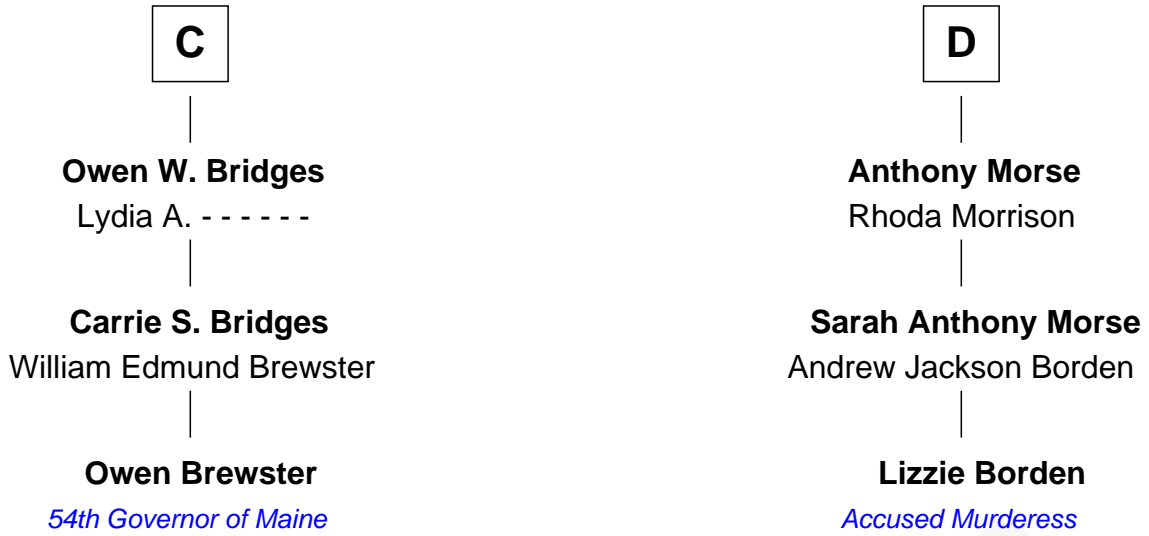 C
Owen W. Bridges
Lydia A. - - - - - -
Carrie S. Bridges
William Edmund Brewster
Owen Brewster
54th Governor of Maine
D
Anthony Morse
Rhoda Morrison
Sarah Anthony Morse
Andrew Jackson Borden
Lizzie Borden
Accused Murderess